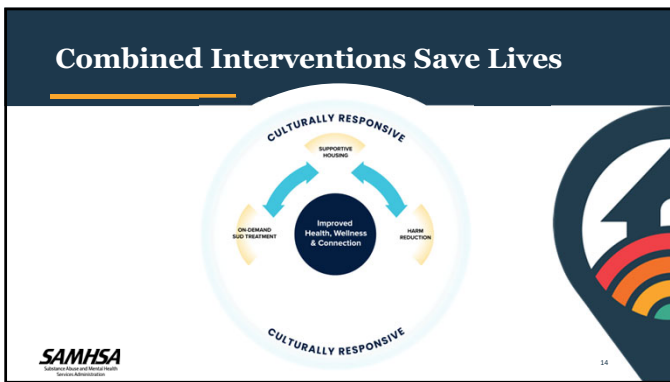 Combined Interventions Save Lives
CULTURALLY RESPONSIVE
SUPPORTIVE
HOUSING
ON-DEMAND
SUD TREATMENT
Improved
Health, Wellness
& Connection
HARM
REDUCTION
CULTURALLY RESPONSIVE
SAMHSA
Substance Abuse and Mental Health
Services Administration
14